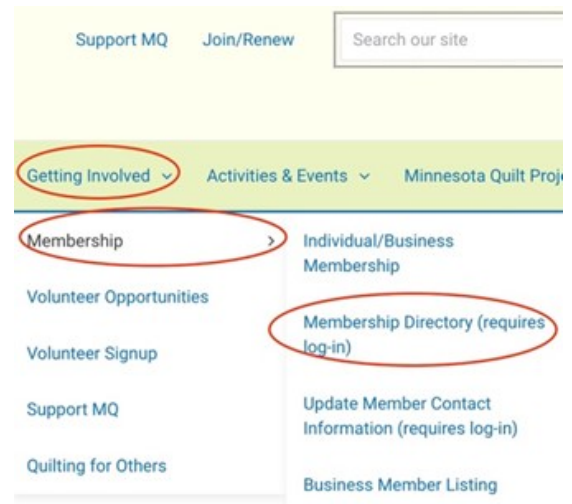 Support MQ Join/Renew Search our site
Getting Involved Activities & Events Minnesota Quilt
Membership
Volunteer Opportunities
Volunteer Signup
Support MQ
Quilting for Others
Individual/Business
Membership
Membership Directory (requires
log-in)
Update Member Contact
Information (requires log-in)
Business Member Listing